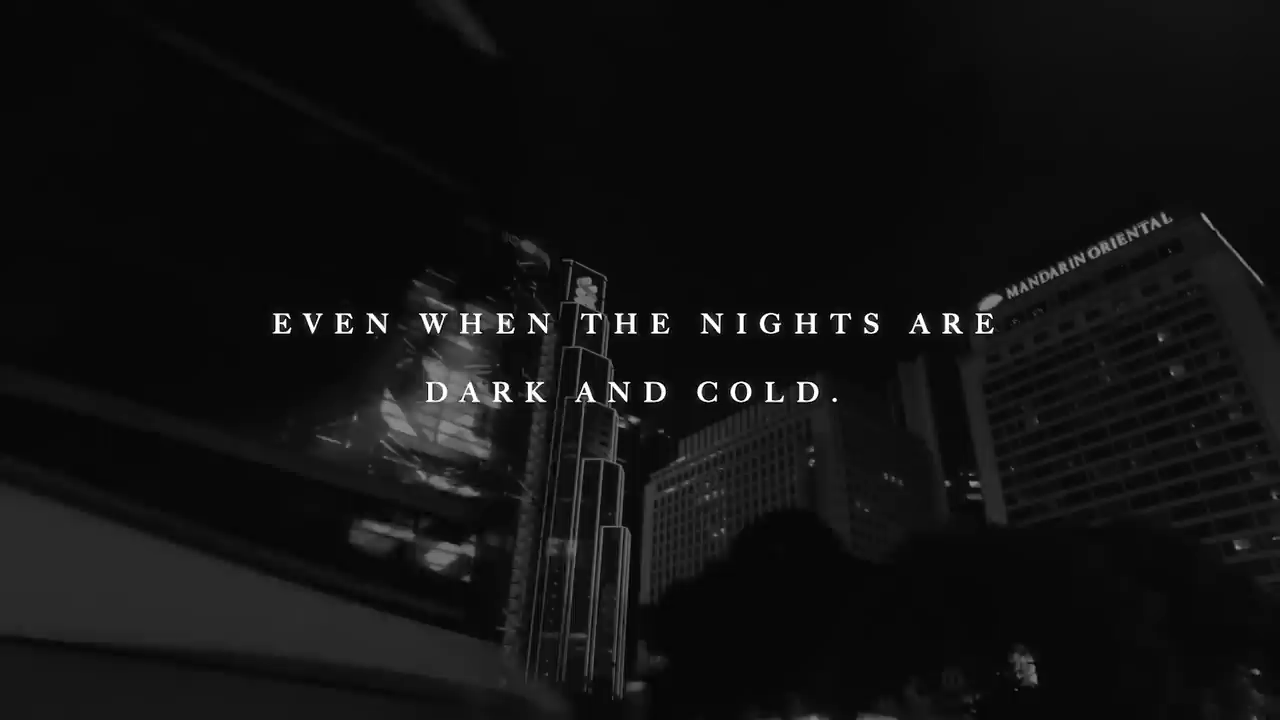 MANDARIN ORIENTAL
EVEN WHEN THE NIGHTS ARE
DARK AND COLD.